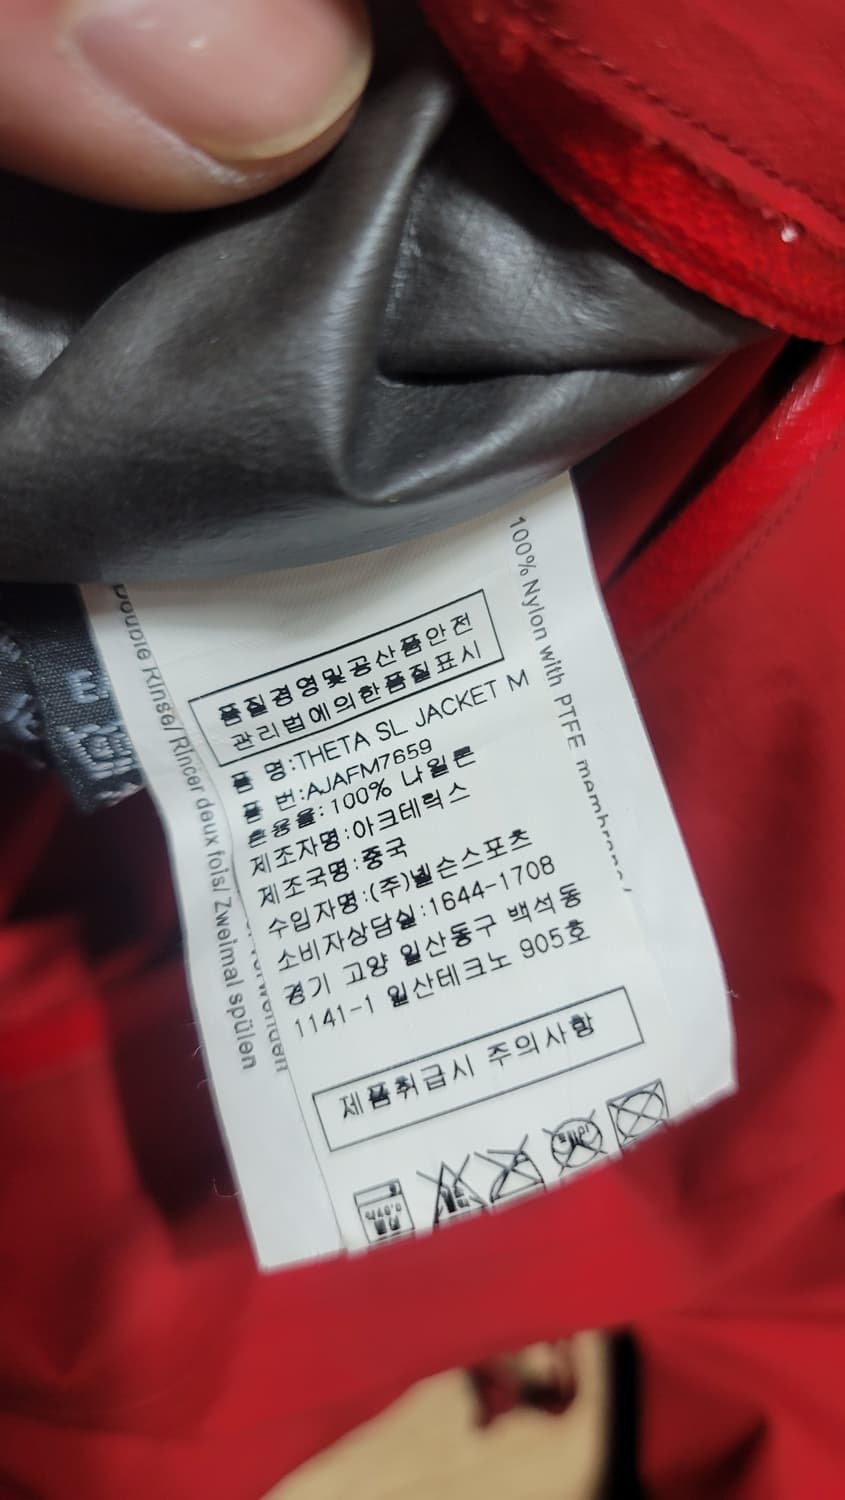 품질경영및공산품안전
관리법에의한품질표시
품 명:THETA SL JACKET M
품 번:AJAFM7659
혼용율:100% 나일론
제조자명:아크테릭스
제조국명:중국
수입자명:(주)넬슨스포츠
소비자상담실:1644-1708
경기 고양 일산동구 백석동
1141-1 일산테크노 905호
제품취급시 주의사항
100% Nylon with PTFE membrane/
Double Rinse/ Rincer deux fois/ Zweimal spülen